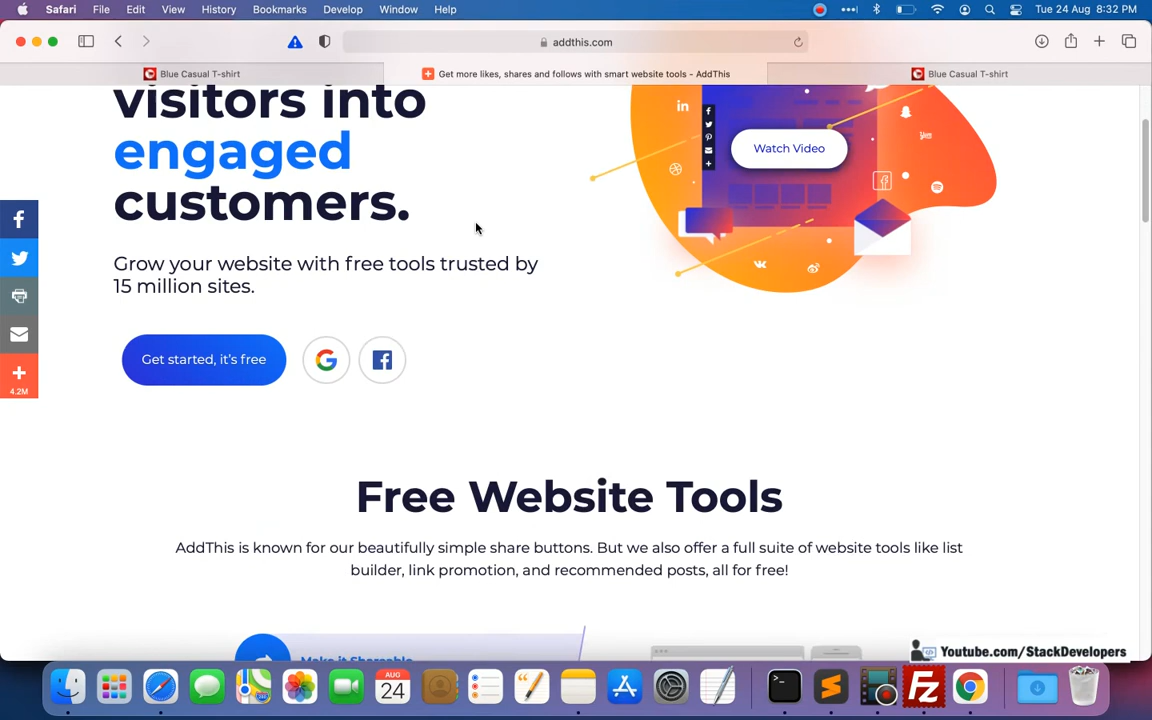 Safari File Edit View History Bookmarks Develop Window Help Tue 24 Aug 8:32 PM
addthis.com
Blue Casual T-shirt
Get more likes, shares and follows with smart website tools - AddThis
Blue Casual T-shirt
visitors into
engaged
customers.
Watch Video
Grow your website with free tools trusted by
15 million sites.
Get started, it's free
4.2M
Free Website Tools
AddThis is known for our beautifully simple share buttons. But we also offer a full suite of website tools like list
builder, link promotion, and recommended posts, all for free!
Make it Shareable
Youtube.com/StackDevelopers
AUG
24